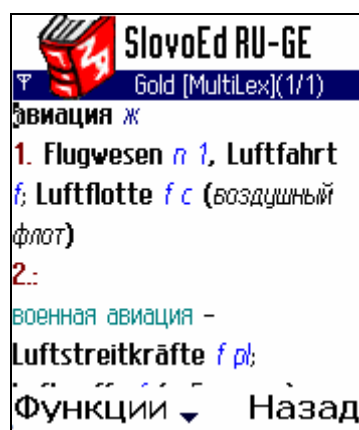 SlovoEd RU-GE
Gold [MultiLex](1/1)
авиация ж
1. Flugwesen n 1, Luftfahrt
f; Luftflotte f c (воздушный
флот)
2.:
военная авиация –
Luftstreitkräfte f pl;
Функции Назад